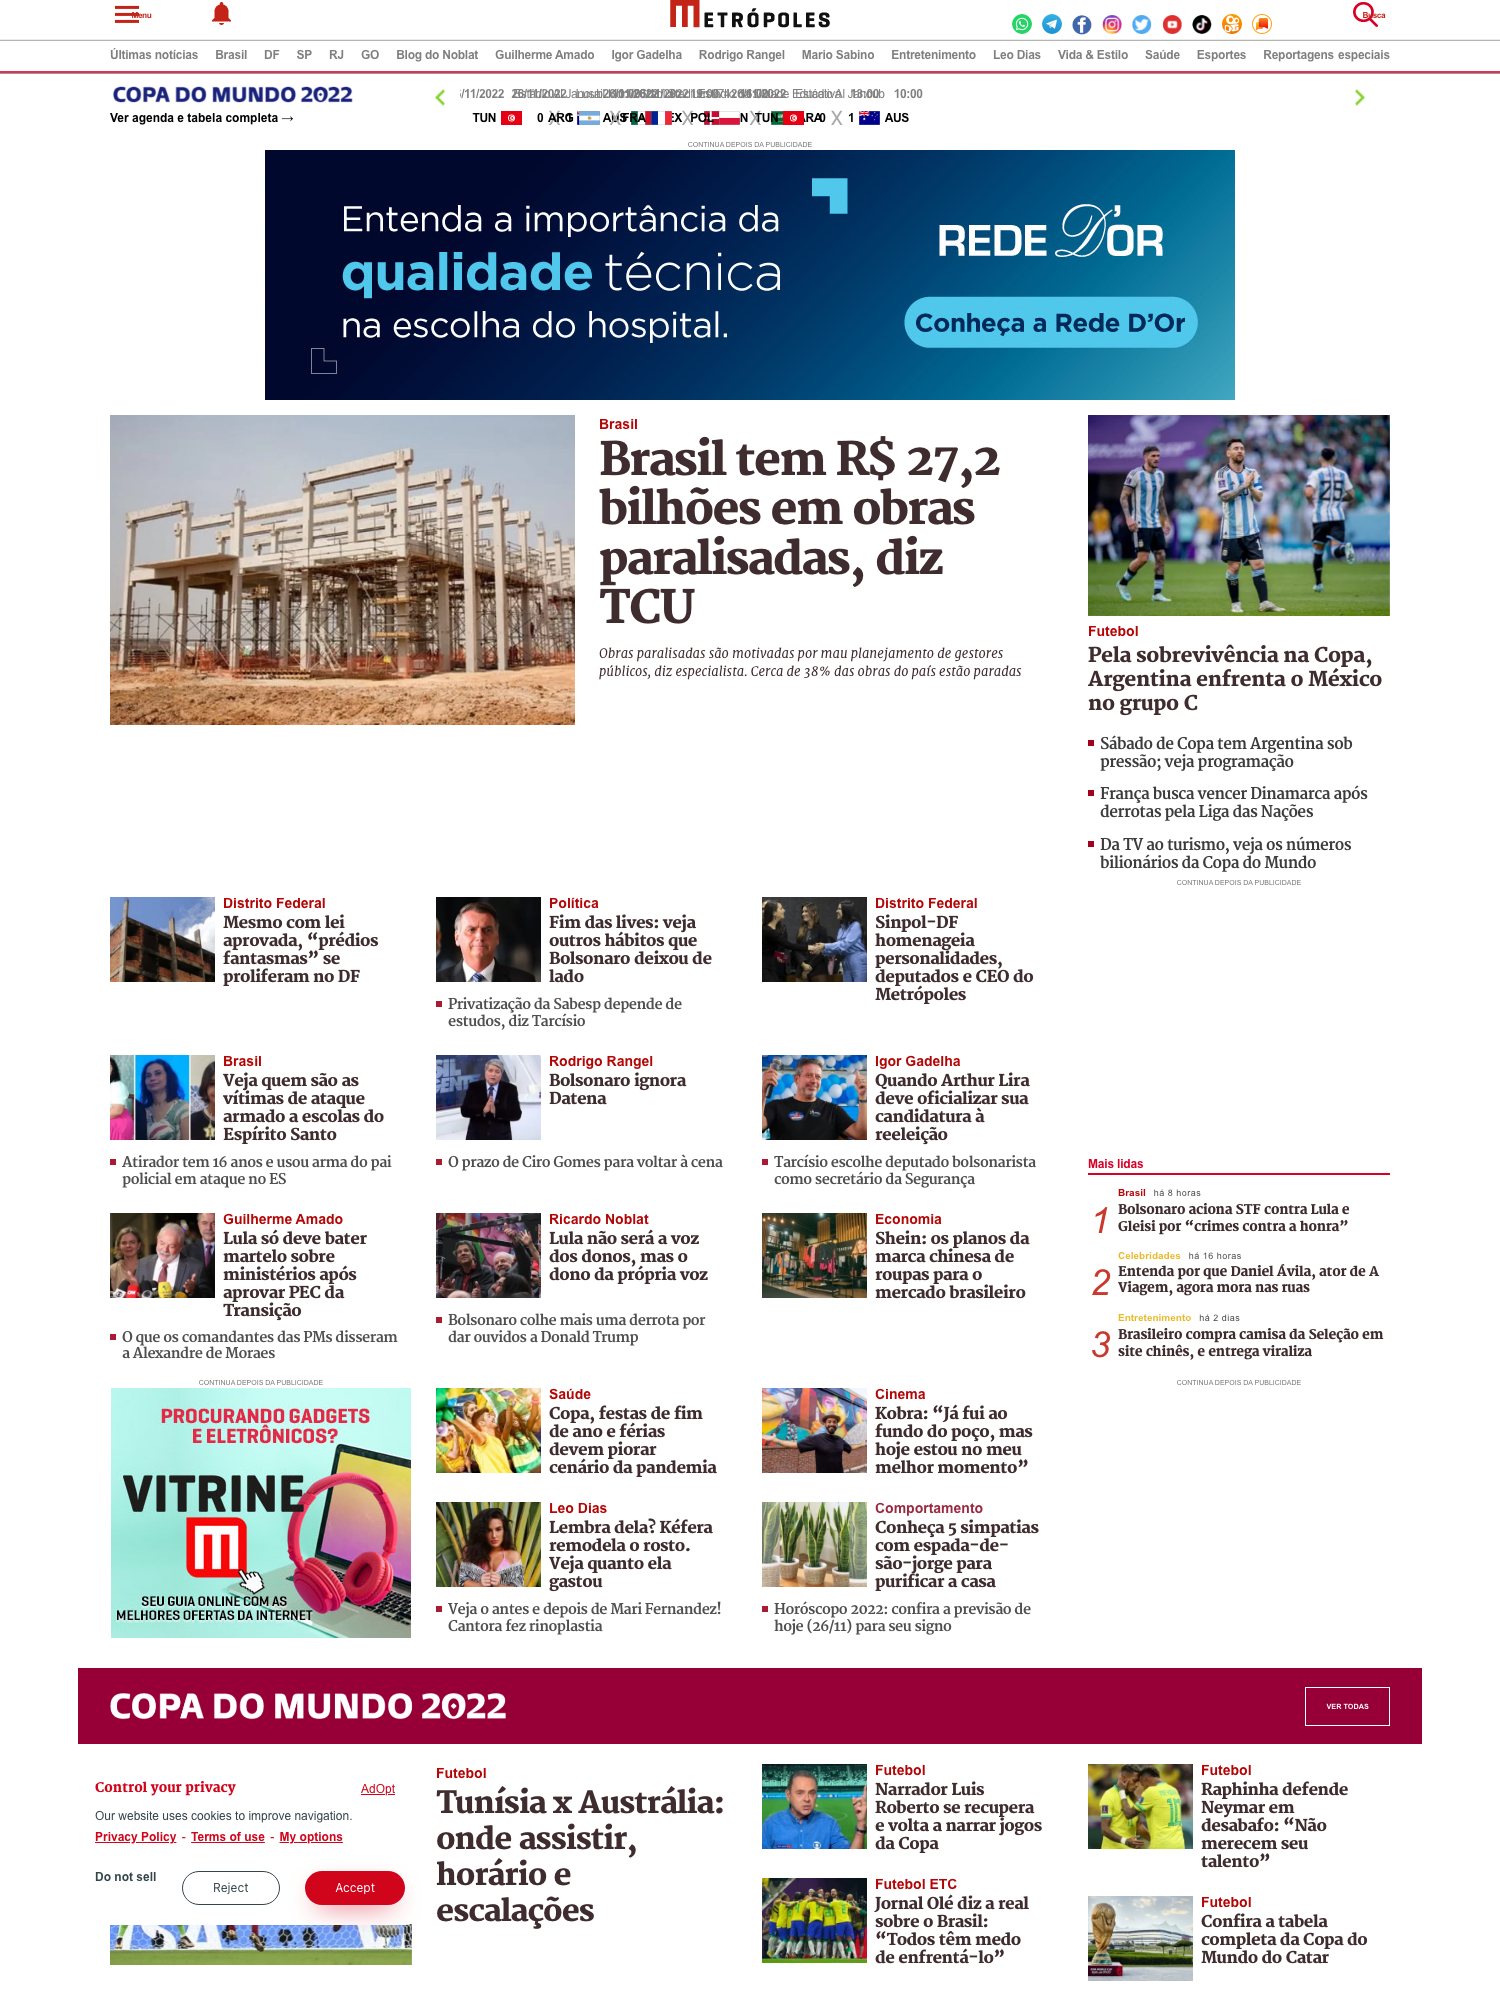 Menu
METRÓPOLES
Busca
Últimas notícias Brasil DF SP RJ GO Blog do Noblat Guilherme Amado Igor Gadelha Rodrigo Rangel Mario Sabino Entretenimento Leo Dias Vida & Estilo Saúde Esportes Reportagens especiais
COPA DO MUNDO 2022
Ver agenda e tabela completa →
10:00
TUN 0
1 AUS
CONTINUA DEPOIS DA PUBLICIDADE
Entenda a importância da
qualidade técnica
na escolha do hospital.
REDE D'OR
Conheça a Rede D'Or
Brasil
Brasil tem R$ 27,2
bilhões em obras
paralisadas, diz
TCU
Obras paralisadas são motivadas por mau planejamento de gestores
públicos, diz especialista. Cerca de 38% das obras do país estão paradas
Futebol
Pela sobrevivência na Copa,
Argentina enfrenta o México
no grupo C
Sábado de Copa tem Argentina sob
pressão; veja programação
França busca vencer Dinamarca após
derrotas pela Liga das Nações
Da TV ao turismo, veja os números
bilionários da Copa do Mundo
CONTINUA DEPOIS DA PUBLICIDADE
Distrito Federal
Mesmo com lei
aprovada, “prédios
fantasmas” se
proliferam no DF
Política
Fim das lives: veja
outros hábitos que
Bolsonaro deixou de
lado
Privatização da Sabesp depende de
estudos, diz Tarcísio
Distrito Federal
Sinpol-DF
homenageia
personalidades,
deputados e CEO do
Metrópoles
Brasil
Veja quem são as
vítimas de ataque
armado a escolas do
Espírito Santo
Atirador tem 16 anos e usou arma do pai
policial em ataque no ES
Rodrigo Rangel
Bolsonaro ignora
Datena
O prazo de Ciro Gomes para voltar à cena
Igor Gadelha
Quando Arthur Lira
deve oficializar sua
candidatura à
reeleição
Tarcísio escolhe deputado bolsonarista
como secretário da Segurança
Mais lidas
1
Brasil há 8 horas
Bolsonaro aciona STF contra Lula e
Gleisi por “crimes contra a honra”
2
Celebridades há 16 horas
Entenda por que Daniel Ávila, ator de A
Viagem, agora mora nas ruas
3
Entretenimento há 2 dias
Brasileiro compra camisa da Seleção em
site chinês, e entrega viraliza
CONTINUA DEPOIS DA PUBLICIDADE
Guilherme Amado
Lula só deve bater
martelo sobre
ministérios após
aprovar PEC da
Transição
O que os comandantes das PMs disseram
a Alexandre de Moraes
Ricardo Noblat
Lula não será a voz
dos donos, mas o
dono da própria voz
Bolsonaro colhe mais uma derrota por
dar ouvidos a Donald Trump
Economia
Shein: os planos da
marca chinesa de
roupas para o
mercado brasileiro
CONTINUA DEPOIS DA PUBLICIDADE
PROCURANDO GADGETS
E ELETRÔNICOS?
VITRINE
M
SEU GUIA ONLINE COM AS
MELHORES OFERTAS DA INTERNET
Saúde
Copa, festas de fim
de ano e férias
devem piorar
cenário da pandemia
Cinema
Kobra: “Já fui ao
fundo do poço, mas
hoje estou no meu
melhor momento”
Leo Dias
Lembra dela? Kéfera
remodela o rosto.
Veja quanto ela
gastou
Veja o antes e depois de Mari Fernandez!
Cantora fez rinoplastia
Comportamento
Conheça 5 simpatias
com espada-de-
são-jorge para
purificar a casa
Horóscopo 2022: confira a previsão de
hoje (26/11) para seu signo
COPA DO MUNDO 2022
VER TODAS
Control your privacy
AdOpt
Our website uses cookies to improve navigation.
Privacy Policy - Terms of use - My options
Do not sell
Reject
Accept
Futebol
Tunísia x Austrália:
onde assistir,
horário e
escalações
Futebol
Narrador Luis
Roberto se recupera
e volta a narrar jogos
da Copa
Futebol ETC
Jornal Olé diz a real
sobre o Brasil:
“Todos têm medo
de enfrentá-lo”
Futebol
Raphinha defende
Neymar em
desabafo: “Não
merecem seu
talento”
Futebol
Confira a tabela
completa da Copa do
Mundo do Catar